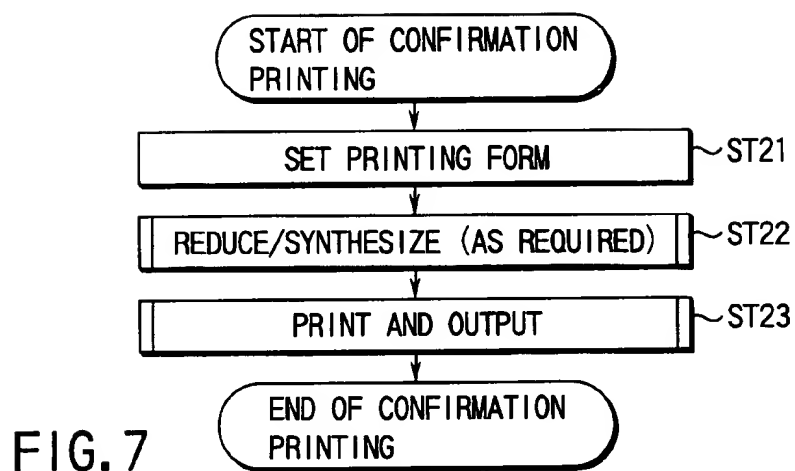 START OF CONFIRMATION
PRINTING
SET PRINTING FORM
ST21
REDUCE/SYNTHESIZE (AS REQUIRED)
ST22
PRINT AND OUTPUT
ST23
END OF CONFIRMATION
PRINTING
FIG. 7